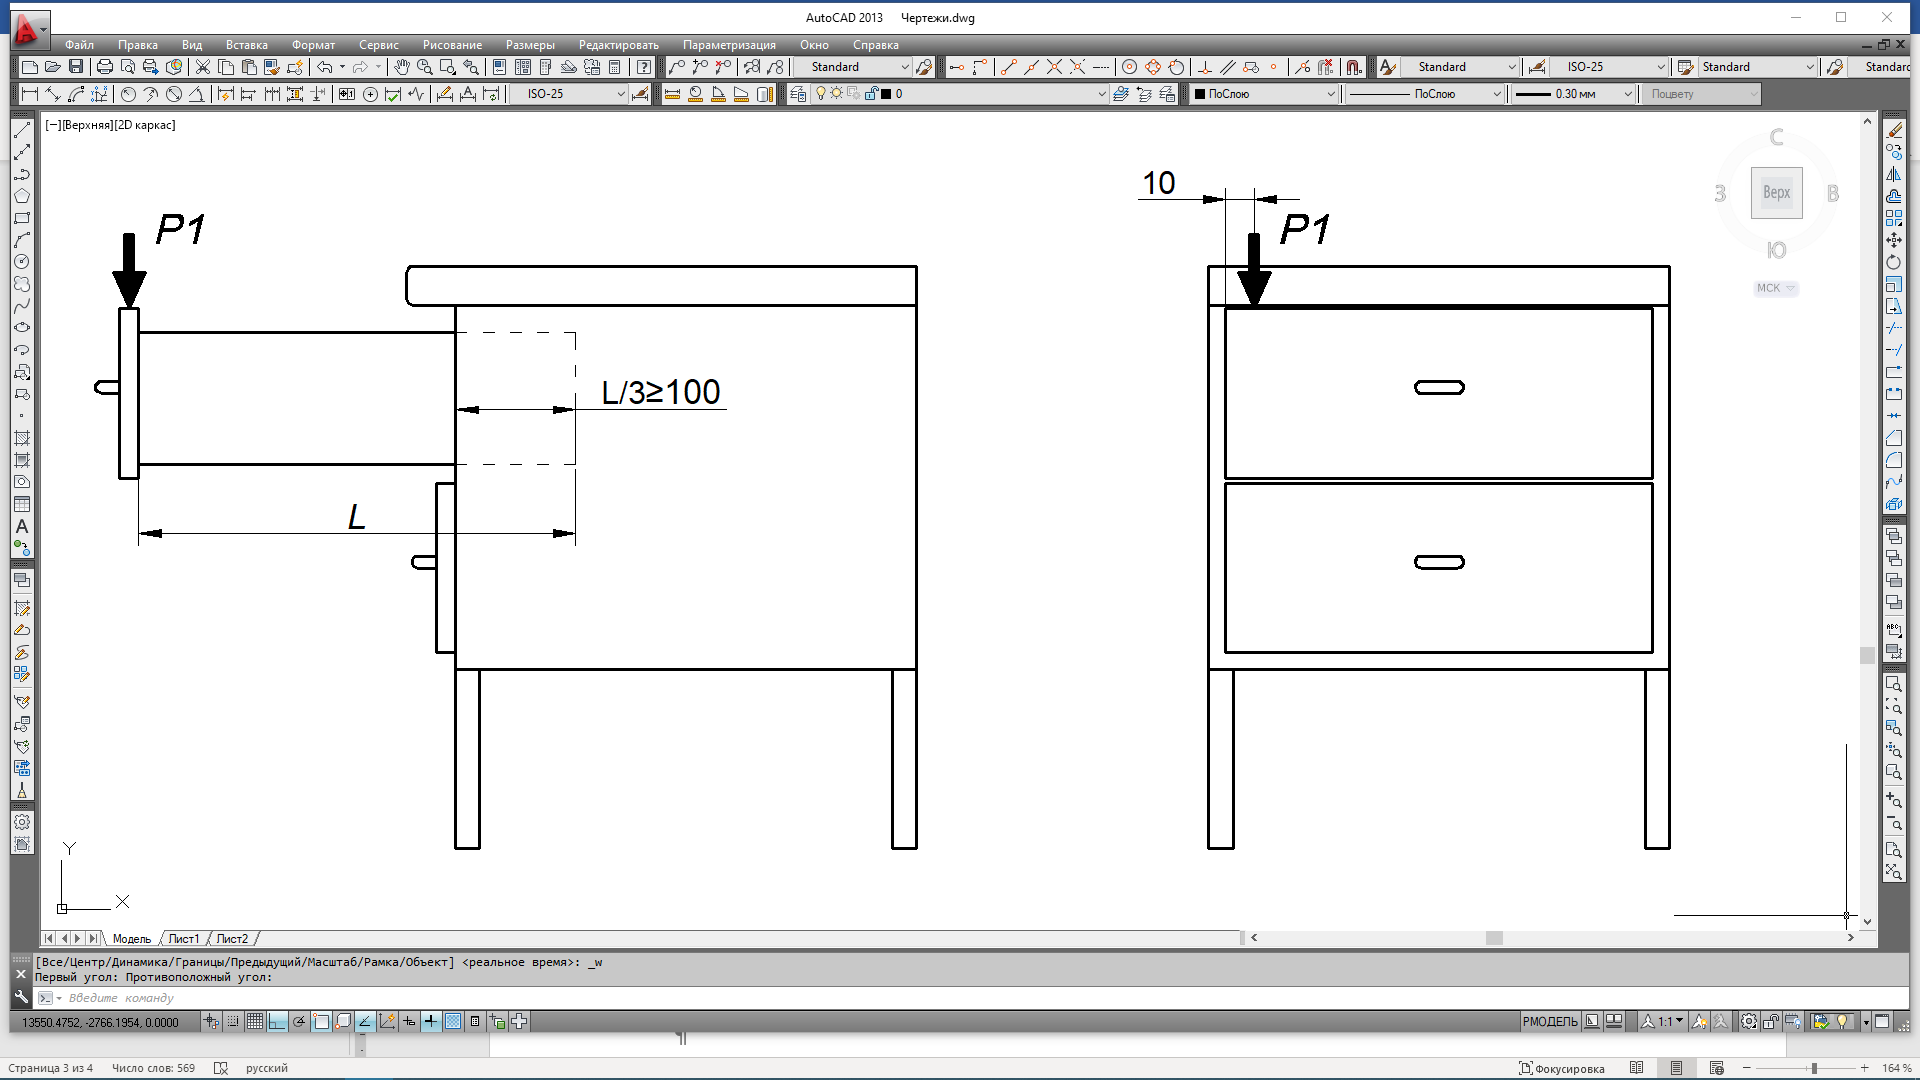 AutoCAD 2013 Чертежи.dwg
Файл Правка Вид Вставка Формат Сервис Рисование Размеры Редактировать Параметризация Окно Справка
Standard Standard ISO-25 Standard Standard
ISO-25 0 ПоСлою ПоСлою 0.30 мм Поцвету
[−][Верхняя][2D каркас]
С
З Верх В
Ю
МСК
10
P1
P1
L/3≥100
L
Y
X
Модель Лист1 Лист2
[Все/Центр/Динамика/Границы/Предыдущий/Масштаб/Рамка/Объект] <реальное время>: _w
Первый угол: Противоположный угол:
Введите команду
13550.4752, -2766.1954, 0.0000 РМОДЕЛЬ 1:1
Страница 3 из 4 Число слов: 569 русский Фокусировка 164 %